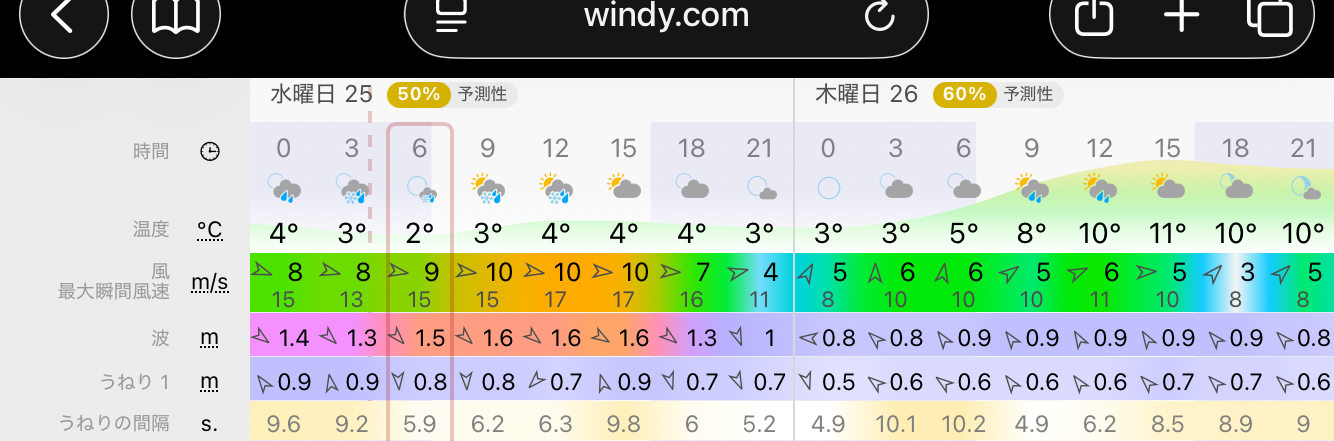 windy.com
水曜日 25 50% 予測性 木曜日 26 60% 予測性
時間 0 3 6 9 12 15 18 21 0 3 6 9 12 15 18 21
温度 °C 4° 3° 2° 3° 4° 4° 4° 3° 3° 3° 5° 8° 10° 11° 10° 10°
風 8 8 9 10 10 10 7 4 5 6 6 5 6 5 3 5
最大瞬間風速 m/s 15 13 15 15 17 17 16 11 8 10 10 10 11 10 8 8
波 m 1.4 1.3 1.5 1.6 1.6 1.6 1.3 1 0.8 0.8 0.9 0.9 0.9 0.9 0.9 0.8
うねり 1 m 0.9 0.9 0.8 0.8 0.7 0.9 0.7 0.7 0.5 0.6 0.6 0.6 0.6 0.7 0.7 0.6
うねりの間隔 s. 9.6 9.2 5.9 6.2 6.3 9.8 6 5.2 4.9 10.1 10.2 4.9 6.2 8.5 8.9 9